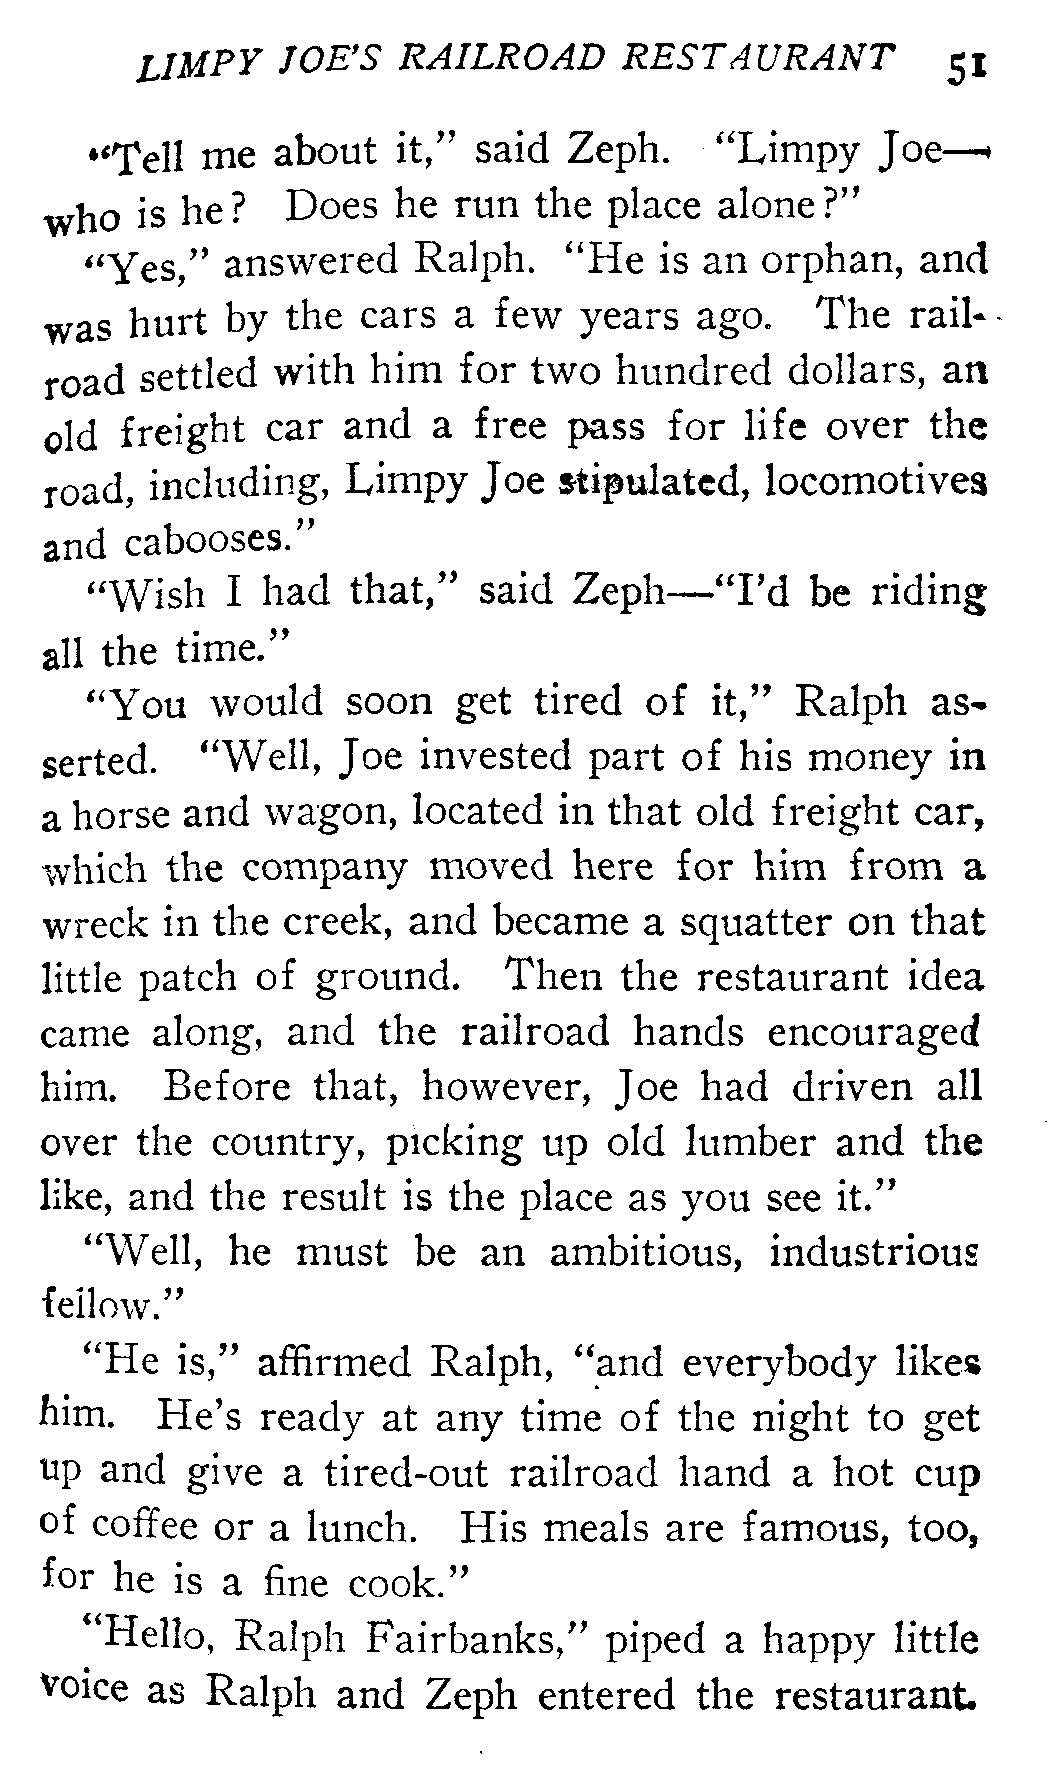 LIMPY JOE'S RAILROAD RESTAURANT 51
"Tell me about it," said Zeph. "Limpy Joe—
who is he? Does he run the place alone?"
"Yes," answered Ralph. "He is an orphan, and
was hurt by the cars a few years ago. The rail-
road settled with him for two hundred dollars, an
old freight car and a free pass for life over the
road, including, Limpy Joe stipulated, locomotives
and cabooses."
"Wish I had that," said Zeph—"I'd be riding
all the time."
"You would soon get tired of it," Ralph as-
serted. "Well, Joe invested part of his money in
a horse and wagon, located in that old freight car,
which the company moved here for him from a
wreck in the creek, and became a squatter on that
little patch of ground. Then the restaurant idea
came along, and the railroad hands encouraged
him. Before that, however, Joe had driven all
over the country, picking up old lumber and the
like, and the result is the place as you see it."
"Well, he must be an ambitious, industrious
fellow."
"He is," affirmed Ralph, "and everybody likes
him. He's ready at any time of the night to get
up and give a tired-out railroad hand a hot cup
of coffee or a lunch. His meals are famous, too,
for he is a fine cook."
"Hello, Ralph Fairbanks," piped a happy little
voice as Ralph and Zeph entered the restaurant.